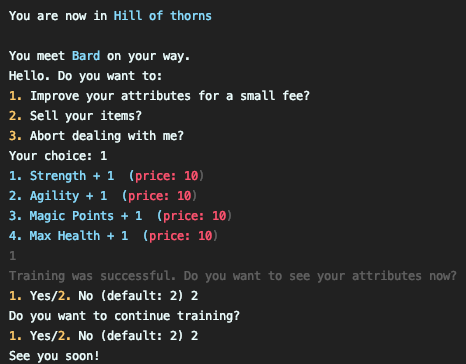 You are now in Hill of thorns
You meet Bard on your way.
Hello. Do you want to:
1. Improve your attributes for a small fee?
2. Sell your items?
3. Abort dealing with me?
Your choice: 1
1. Strength + 1  (price: 10)
2. Agility + 1  (price: 10)
3. Magic Points + 1  (price: 10)
4. Max Health + 1  (price: 10)
1
Training was successful. Do you want to see your attributes now?
1. Yes/2. No (default: 2) 2
Do you want to continue training?
1. Yes/2. No (default: 2) 2
See you soon!